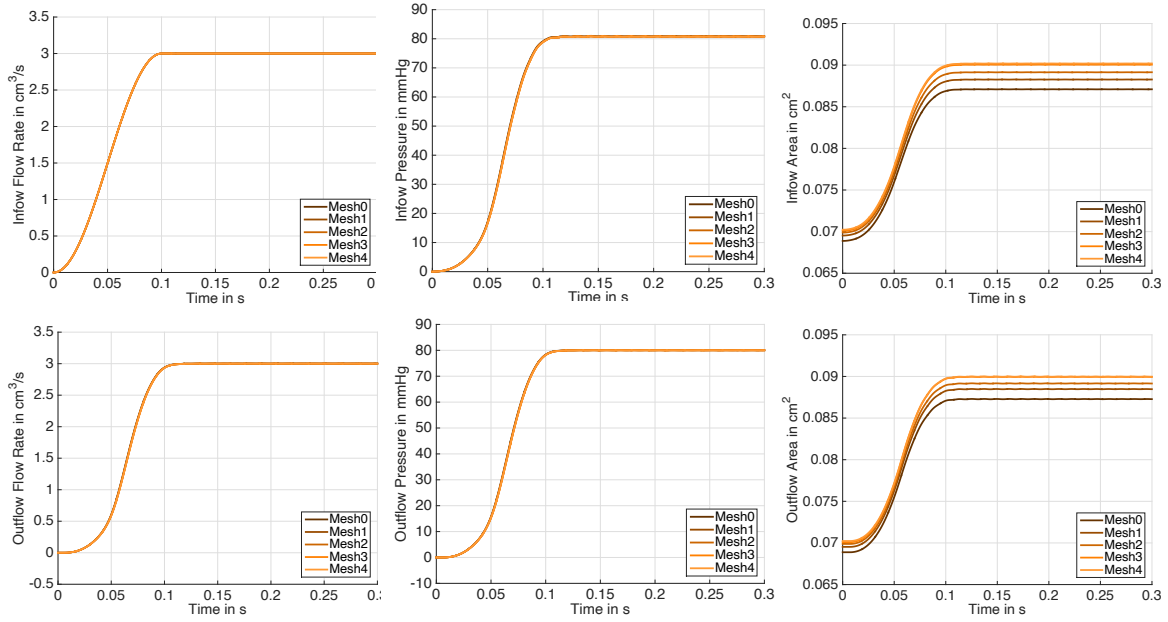 3.5
3
2.5
2
1.5
1
0.5
0
Infow Flow Rate in cm³/s
0 0.05 0.1 0.15 0.2 0.25 0.
Time in s
Mesh0
Mesh1
Mesh2
Mesh3
Mesh4
90
80
70
60
50
40
30
20
10
0
-10
Infow Pressure in mmHg
0 0.05 0.1 0.15 0.2 0.25 0.3
Time in s
Mesh0
Mesh1
Mesh2
Mesh3
Mesh4
0.095
0.09
0.085
0.08
0.075
0.07
0.065
Infow Area in cm²
0 0.05 0.1 0.15 0.2 0.25 0.3
Time in s
Mesh0
Mesh1
Mesh2
Mesh3
Mesh4
3.5
3
2.5
2
1.5
1
0.5
0
-0.5
Outflow Flow Rate in cm³/s
0 0.05 0.1 0.15 0.2 0.25 0.
Time in s
Mesh0
Mesh1
Mesh2
Mesh3
Mesh4
90
80
70
60
50
40
30
20
10
0
-10
Outflow Pressure in mmHg
0 0.05 0.1 0.15 0.2 0.25 0.3
Time in s
Mesh0
Mesh1
Mesh2
Mesh3
Mesh4
0.095
0.09
0.085
0.08
0.075
0.07
0.065
Outflow Area in cm²
0 0.05 0.1 0.15 0.2 0.25 0.3
Time in s
Mesh0
Mesh1
Mesh2
Mesh3
Mesh4